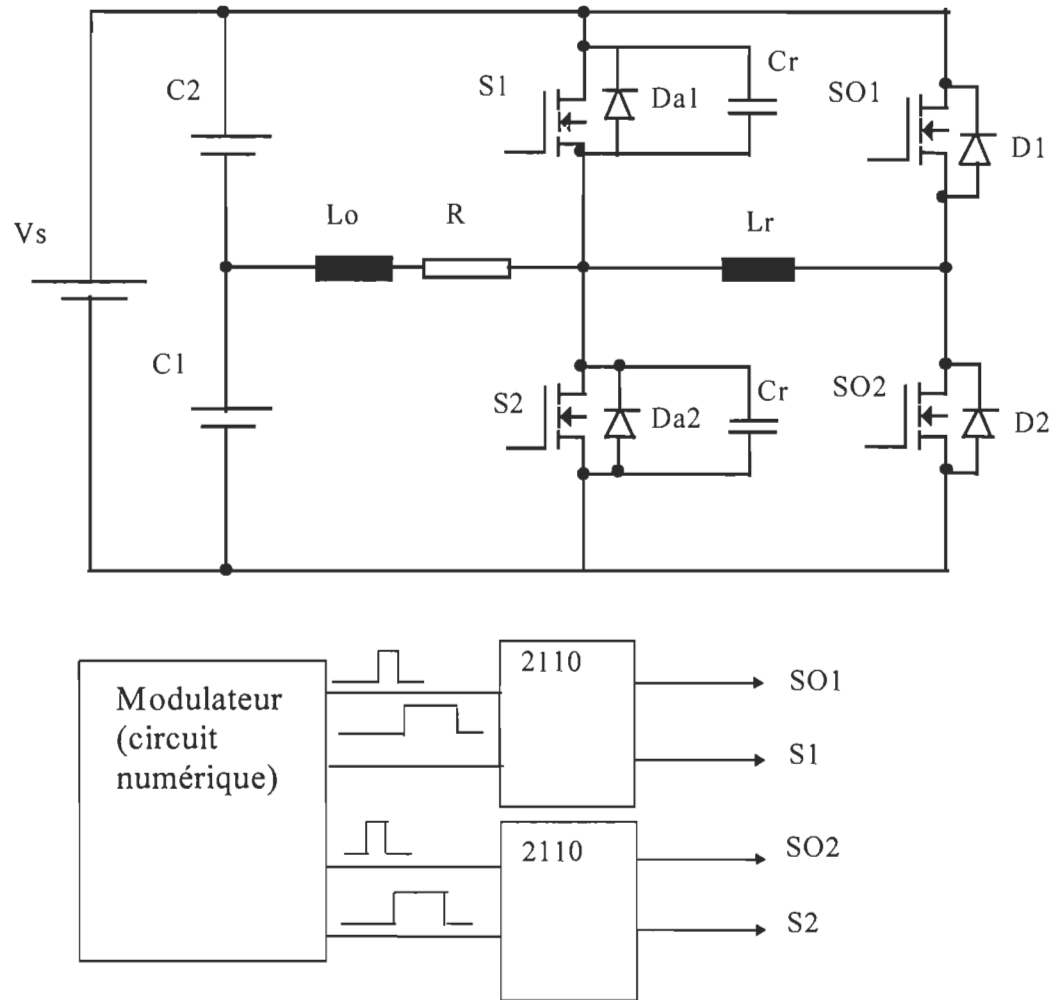 C2
S1
Da1
Cr
SO1
D1
Vs
Lo
R
Lr
C1
S2
Da2
Cr
SO2
D2
Modulateur
(circuit
numérique)
2110
SO1
S1
2110
SO2
S2